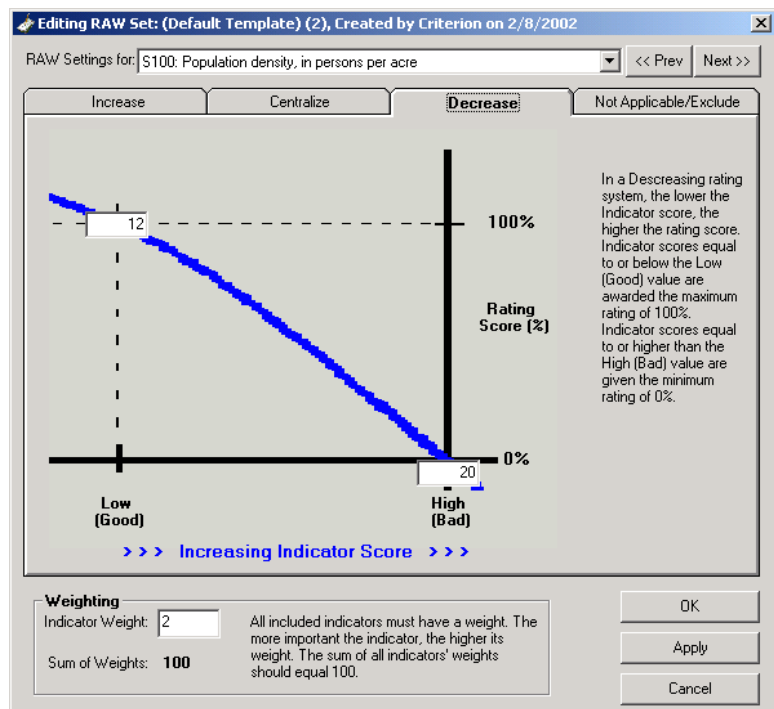 Editing RAW Set: (Default Template) (2), Created by Criterion on 2/8/2002
RAW Settings for: S100: Population density, in persons per acre << Prev Next >>
Increase Centralize Decrease Not Applicable/Exclude
12
100%
Rating
Score (%)
0%
20
Low
(Good)
High
(Bad)
> > > Increasing Indicator Score > > >
In a Descreasing rating
system, the lower the
Indicator score, the
higher the rating score.
Indicator scores equal
to or below the Low
(Good) value are
awarded the maximum
rating of 100%.
Indicator scores equal
to or higher than the
High (Bad) value are
given the minimum
rating of 0%.
Weighting
Indicator Weight: 2
Sum of Weights: 100
All included indicators must have a weight. The
more important the indicator, the higher its
weight. The sum of all indicators' weights
should equal 100.
OK
Apply
Cancel